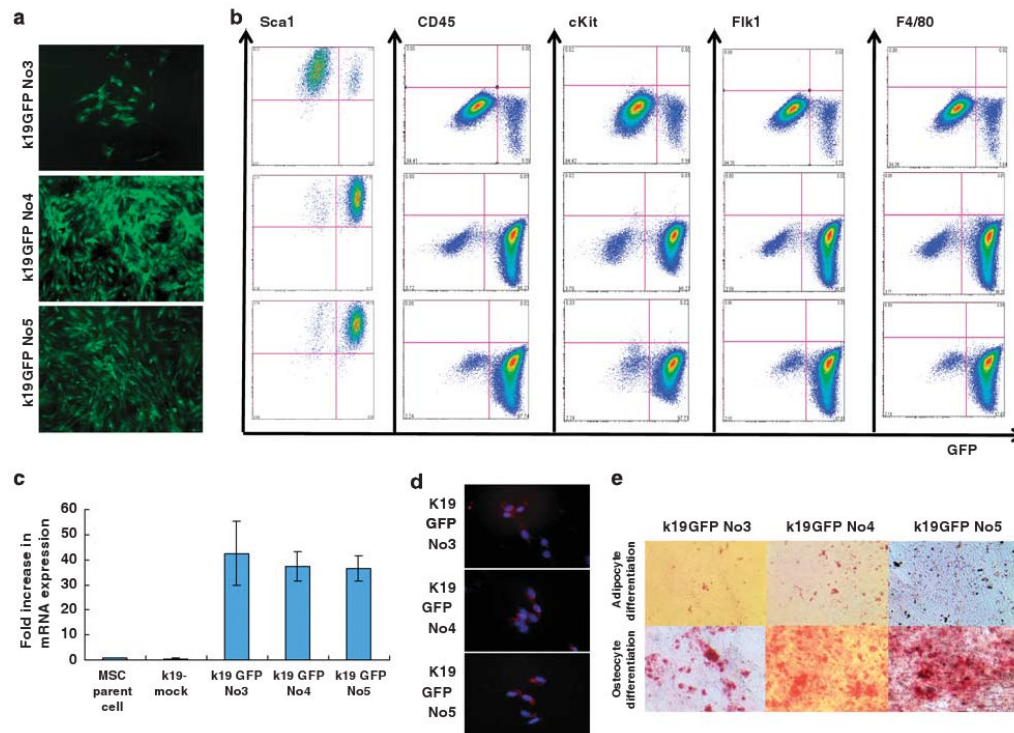 a
k19GFP No3
k19GFP No4
k19GFP No5
b
Sca1 CD45 cKit Flk1 F4/80
GFP
c
Fold increase in
mRNA expression
60
50
40
30
20
10
0
MSC
parent
cell
k19-
mock
k19 GFP
No3
k19 GFP
No4
k19 GFP
No5
d
K19
GFP
No3
K19
GFP
No4
K19
GFP
No5
e
k19GFP No3 k19GFP No4 k19GFP No5
Adipocyte
differentiation
Osteocyte
differentiation